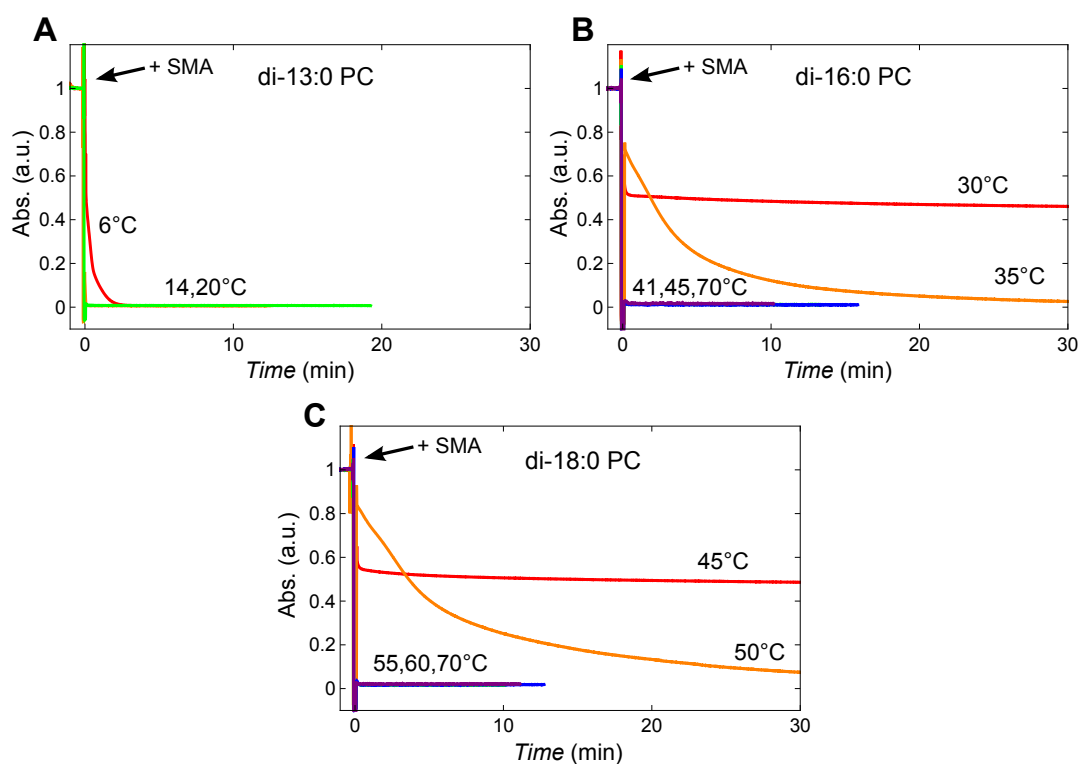 A
+ SMA
di-13:0 PC
Abs. (a.u.)
1
0.8
0.6
0.4
0.2
0
6°C
14,20°C
0
10
20
30
Time (min)
B
+ SMA
di-16:0 PC
Abs. (a.u.)
1
0.8
0.6
0.4
0.2
0
30°C
35°C
41,45,70°C
0
10
20
30
Time (min)
C
+ SMA
di-18:0 PC
Abs. (a.u.)
1
0.8
0.6
0.4
0.2
0
45°C
50°C
55,60,70°C
0
10
20
30
Time (min)